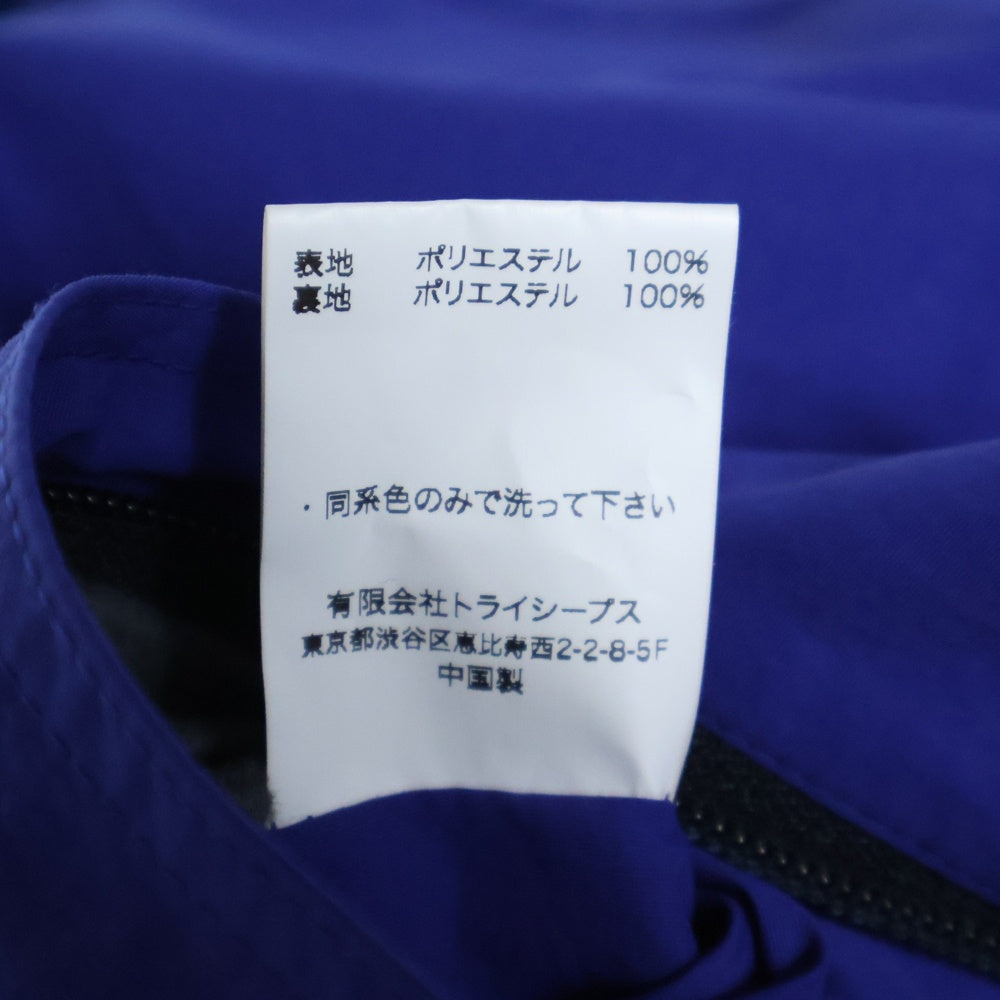 表地 ポリエステル 100%
裏地 ポリエステル 100%
・同系色のみで洗って下さい
有限会社トライシープス
東京都渋谷区恵比寿西2-2-8-5F
中国製